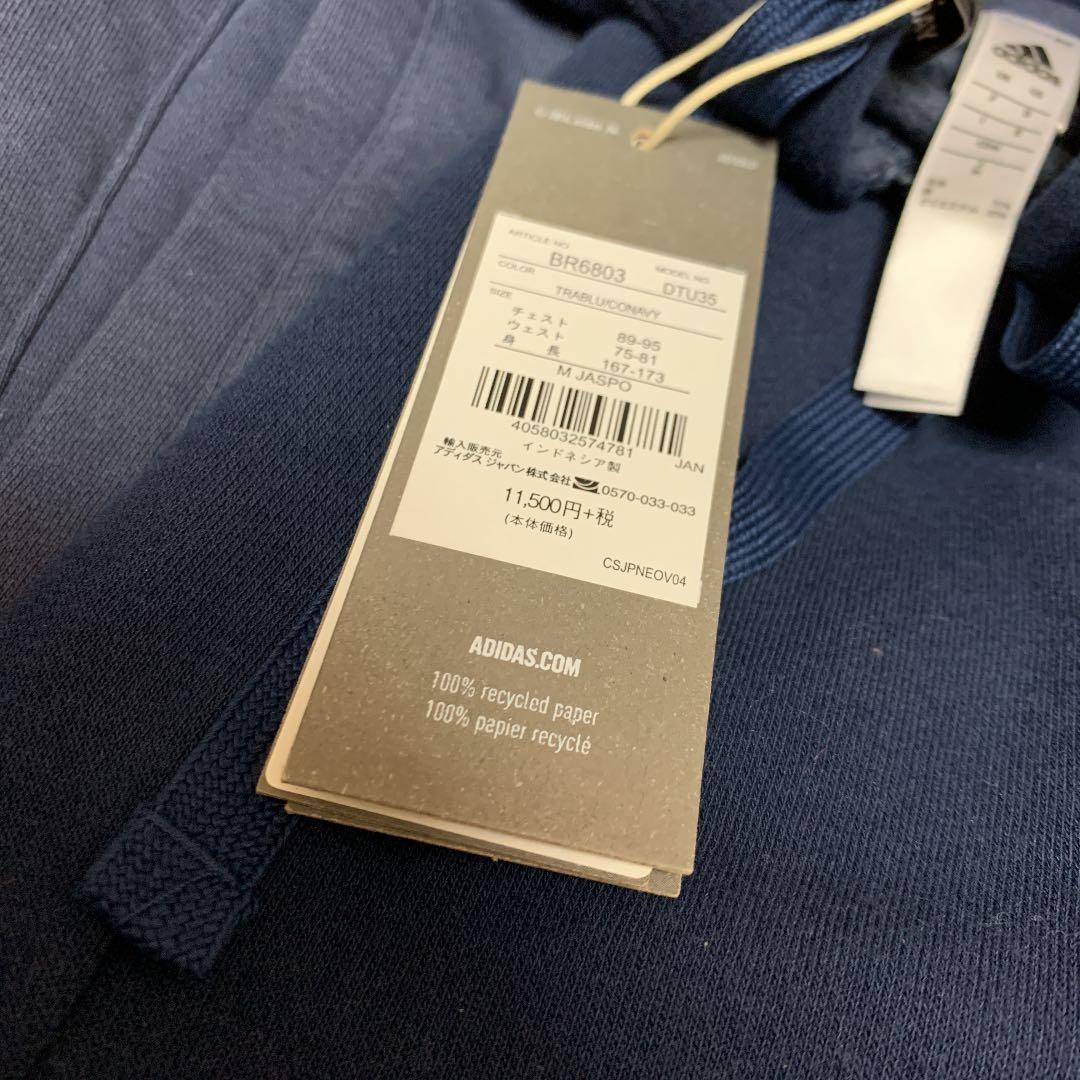 ARTICLE NO. BR6803 MODEL NO. DTU35
COLOR TRABLU/CONAVY
SIZE
チェスト 89-95
ウェスト 75-81
身 長 167-173
M JASPO
4058032574781 JAN
輸入販売元 インドネシア製
アディダス ジャパン株式会社 0570-033-033
11,500円+税
(本体価格)
CSJPNEOV04
ADIDAS.COM
100% recycled paper
100% papier recyclé
adidas